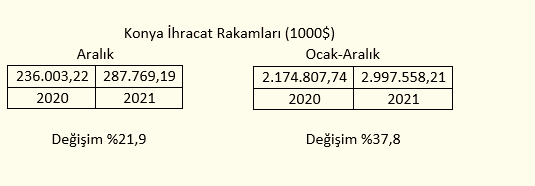 Konya İhracat Rakamları (1000$)
Aralık Ocak-Aralık
236.003,22 287.769,19 2.174.807,74 2.997.558,21
2020 2021 2020 2021
Değişim %21,9 Değişim %37,8